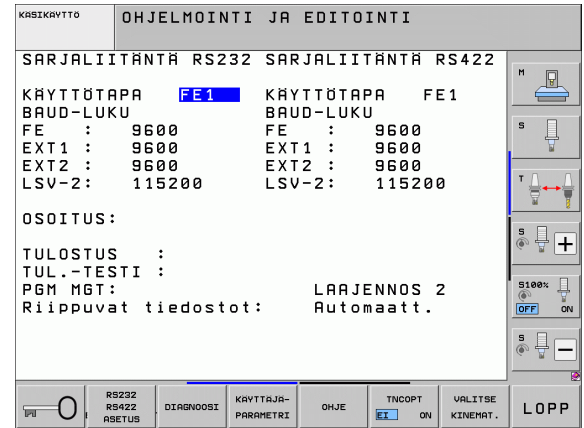 KÄSIKÄYTTÖ
OHJELMOINTI JA EDITOINTI
SARJALIITÄNTÄ RS232 SARJALIITÄNTÄ RS422
KÄYTTÖTAPA FE1 KÄYTTÖTAPA FE1
BAUD-LUKU BAUD-LUKU
FE : 9600 FE : 9600
EXT1 : 9600 EXT1 : 9600
EXT2 : 9600 EXT2 : 9600
LSV-2: 115200 LSV-2: 115200
OSOITUS:
TULOSTUS :
TUL.-TESTI :
PGM MGT: LAAJENNOS 2
Riippuvat tiedostot: Automaatt.
M
S
T
S +
S100%
OFF ON
S −
RS232
RS422
ASETUS
DIAGNOOSI
KÄYTTÄJÄ-
PARAMETRI
OHJE
TNCOPT
EI ON
VALITSE
KINEMAT.
LOPP